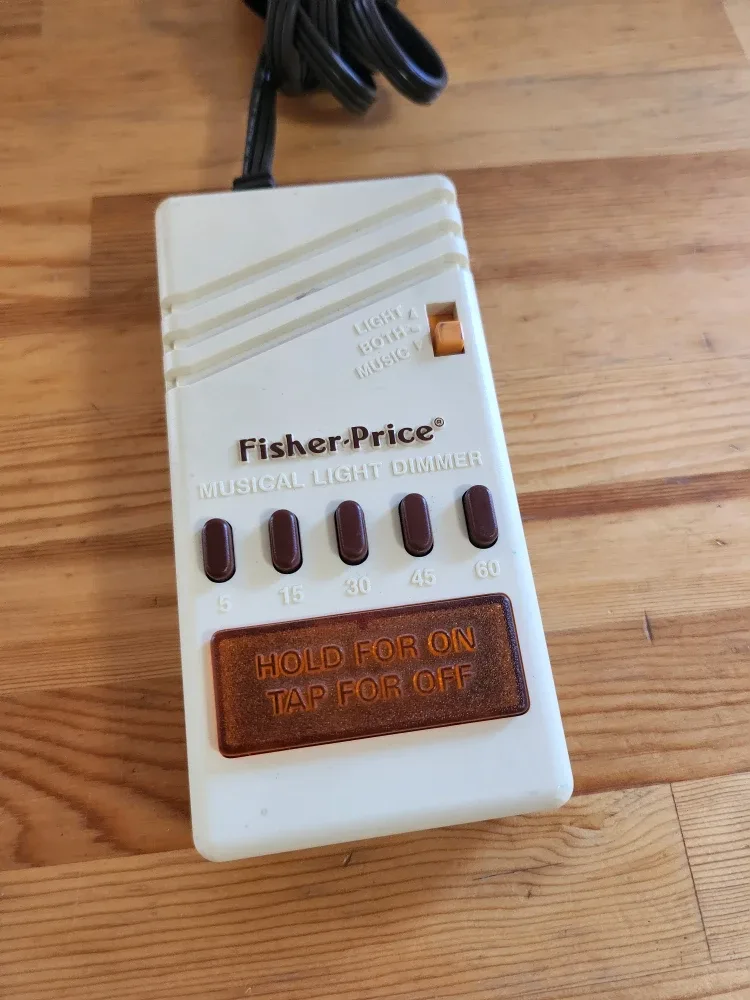 LIGHT
BOTH
MUSIC
Fisher-Price®
MUSICAL LIGHT DIMMER
5 15 30 45 60
HOLD FOR ON
TAP FOR OFF